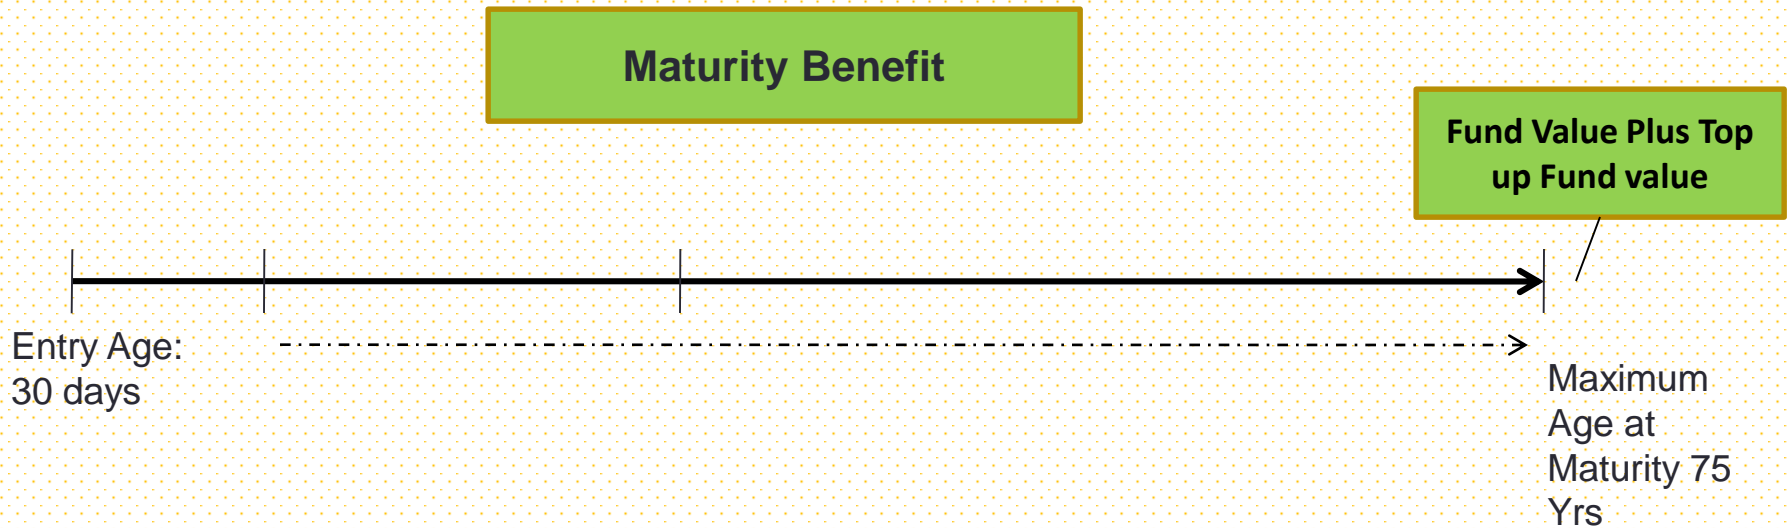 Maturity Benefit
Fund Value Plus Top
up Fund value
Entry Age:
30 days
Maximum
Age at
Maturity 75
Yrs